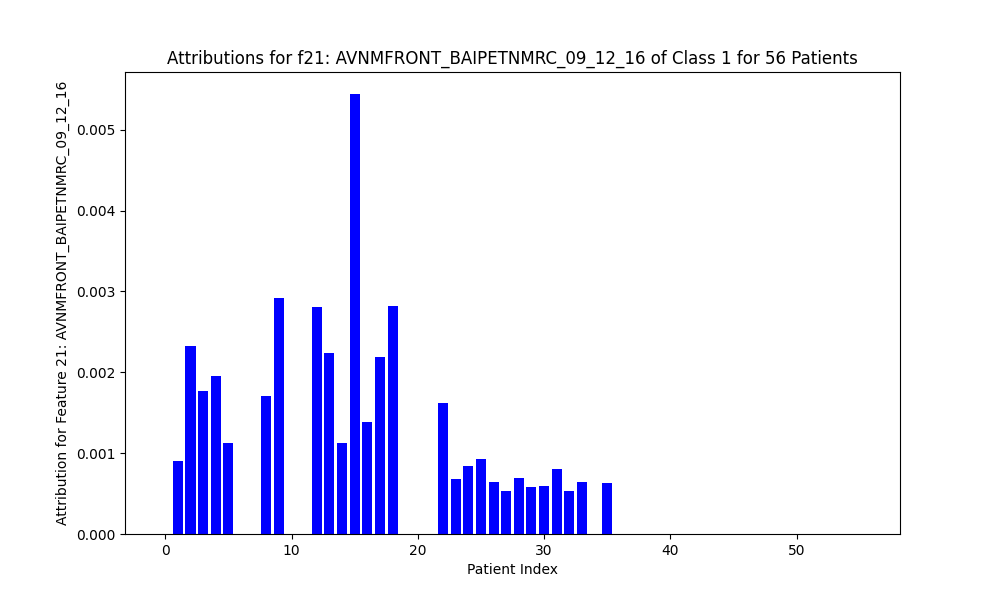 Attributions for f21: AVNMFRONT_BAIPETNMRC_09_12_16 of Class 1 for 56 Patients
Attribution for Feature 21: AVNMFRONT_BAIPETNMRC_09_12_16
0.005
0.004
0.003
0.002
0.001
0.000
0 10 20 30 40 50
Patient Index